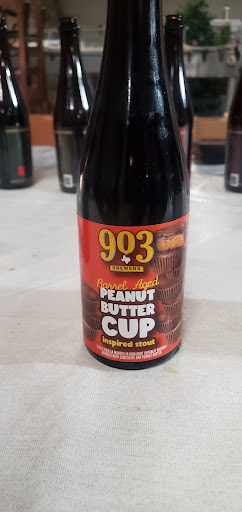 903
BREWERS
Barrel Aged
PEANUT
BUTTER
CUP
inspired stout